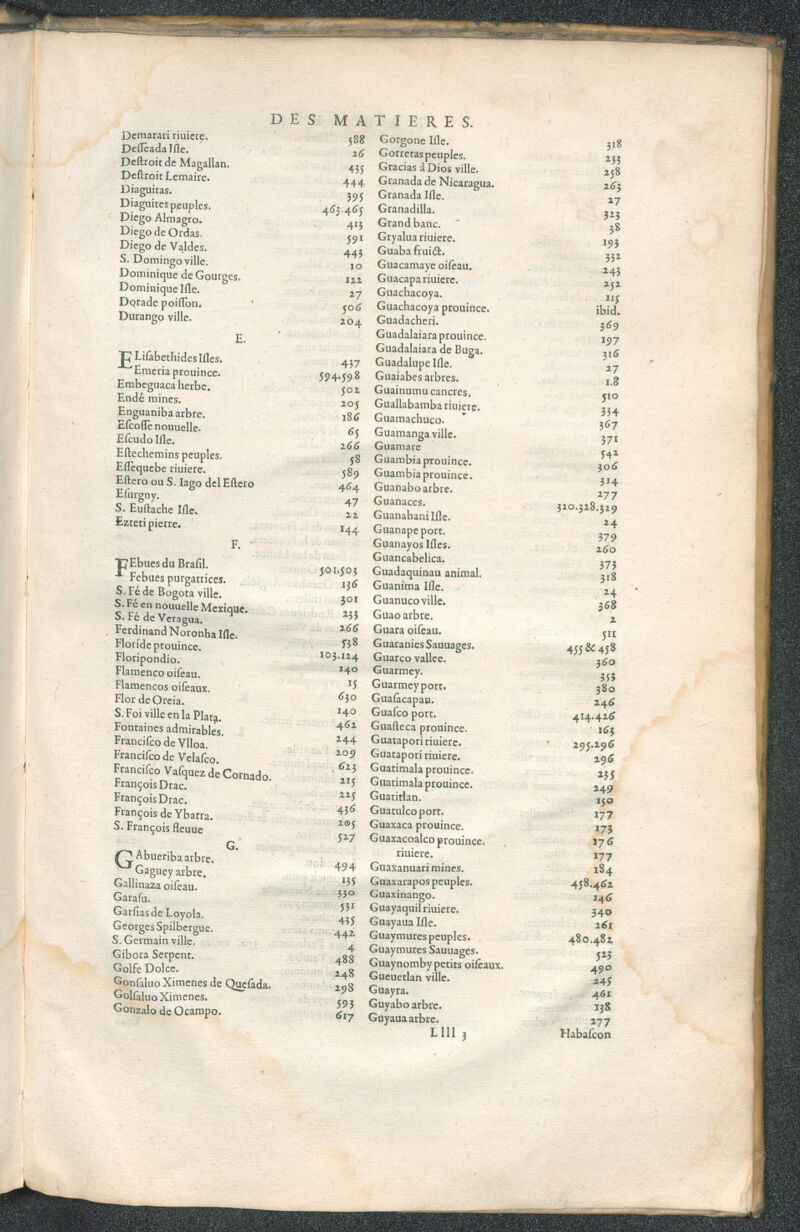 DES MATIERES.
Demarari riuiere. 588
Deſſeada Iſle. 26
Deſtroit de Magallan. 435
Deſtroit Lemaire. 444
Diaguitas. 395
Diaguites peuples. 463.465
Diego Almagro. 413
Diego de Ordas. 591
Diego de Valdes. 443
S. Domingo ville. 10
Dominique de Gourges. 122
Dominique Iſle. 27
Dorade poiſſon. 506
Durango ville. 204
E.
ELiſabethides Iſles. 437
Emeria prouince. 594.598
Embeguaca herbe. 502
Endé mines. 205
Enguaniba arbre. 186
Eſcoſſe nouuelle. 65
Eſcudo Iſle. 266
Eſtechemins peuples. 58
Eſſequebe riuiere. 589
Eſtero ou S. Iago del Eſtero 464
Eſurgny. 47
S. Euſtache Iſle. 22
Ezteti pierre. 144
F.
FEbues du Braſil. 501.503
Febues purgatrices. 136
S. Fé de Bogota ville. 301
S. Fé en nouuelle Mexique. 233
S. Fé de Veragua. 266
Ferdinand Noronha Iſle. 538
Floride prouince. 103.124
Floripondio. 140
Flamenco oiſeau. 15
Flamencos oiſeaux. 630
Flor de Oreia. 140
S. Foi ville en la Plata. 462
Fontaines admirables. 244
Franciſco de Vlloa. 209
Franciſco de Velaſco. 623
Franciſco Vaſquez de Cornado. 215
François Drac. 225
François Drac. 436
François de Ybarra. 205
S. François fleuue 527
G.
GAbueriba arbre. 494
Gaguey arbre. 135
Gallinaza oiſeau. 330
Garafu. 531
Garſias de Loyola. 435
Georges Spilbergue. 442
S. Germain ville. 4
Gibora Serpent. 488
Golfe Dolce. 248
Gonſaluo Ximenes de Queſada. 298
Golſaluo Ximenes. 593
Gonzalo de Ocampo. 617
Gorgone Iſle. 318
Gorretas peuples. 233
Gracias à Dios ville. 258
Granada de Nicaragua. 263
Granada Iſle. 27
Granadilla. 323
Grand banc. 38
Gryalua riuiere. 193
Guaba fruict. 332
Guacamaye oiſeau. 243
Guacapa riuiere. 252
Guachacoya. 115
Guachacoya prouince. ibid.
Guadacheri. 369
Guadalaiara prouince. 197
Guadalaiara de Buga. 316
Guadalupe Iſle. 27
Guaiabes arbres. 1.8
Guainumu cancres. 510
Guallabamba riuiere. 334
Guamachuco. 367
Guamanga ville. 371
Guamare 542
Guambia prouince. 306
Guambia prouince. 314
Guanabo arbre. 277
Guanaces. 320.328.329
Guanahani Iſle. 24
Guanape port. 379
Guanayos Iſles. 260
Guancabelica. 373
Guadaquinau animal. 318
Guanima Iſle. 24
Guanuco ville. 368
Guao arbre. 2
Guara oiſeau. 511
Guaranies Sauuages. 455 & 458
Guarco vallee. 360
Guarmey. 353
Guarmey port. 380
Guaſacapan. 246
Guaſco port. 414.426
Guaſteca prouince. 163
Guatapori riuiere. 295.296
Guatapori riuiere. 296
Guatimala prouince. 235
Guatimala prouince. 249
Guatitlan. 150
Guatulco port. 177
Guaxaca prouince. 173
Guaxacoalco prouince. 176
riuiere. 177
Guaxanuari mines. 184
Guaxarapos peuples. 458.462
Guaxinango. 146
Guayaquil riuiere. 340
Guayaua Iſle. 261
Guaymures peuples. 480.482
Guaymures Sauuages. 523
Guaynomby petits oiſeaux. 490
Gueuetlan ville. 245
Guayra. 461
Guyabo arbre. 138
Guyaua arbre. 277
Llll 3 Habaſcon